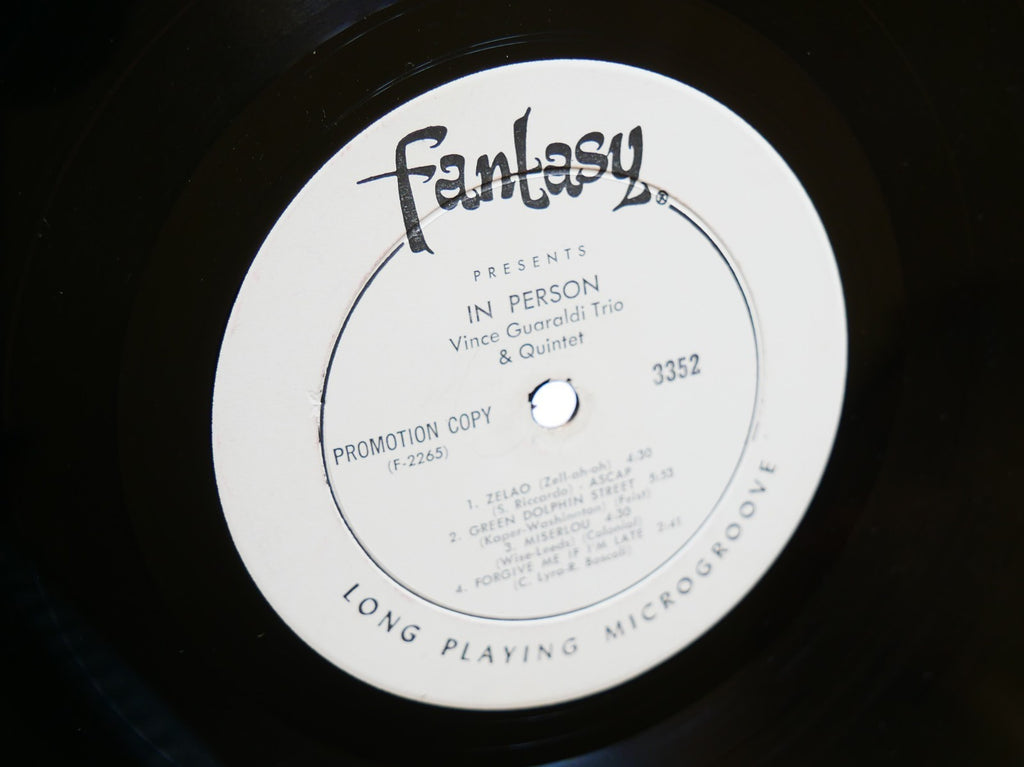 fantasy®
PRESENTS
IN PERSON
Vince Guaraldi Trio
& Quintet
3352
PROMOTION COPY
(F-2265)
1. ZELAO (Zell-ah-oh) 4:30
(S. Riccardo) - ASCAP
2. GREEN DOLPHIN STREET 5:53
(Kaper-Washinnton) (Feist)
3. MISERLOU 4:30
(Wise-Leeds) (Colonial)
4. FORGIVE ME IF I'M LATE 2:41
(C. Lyra-R. Boscoli)
LONG PLAYING MICROGROOVE